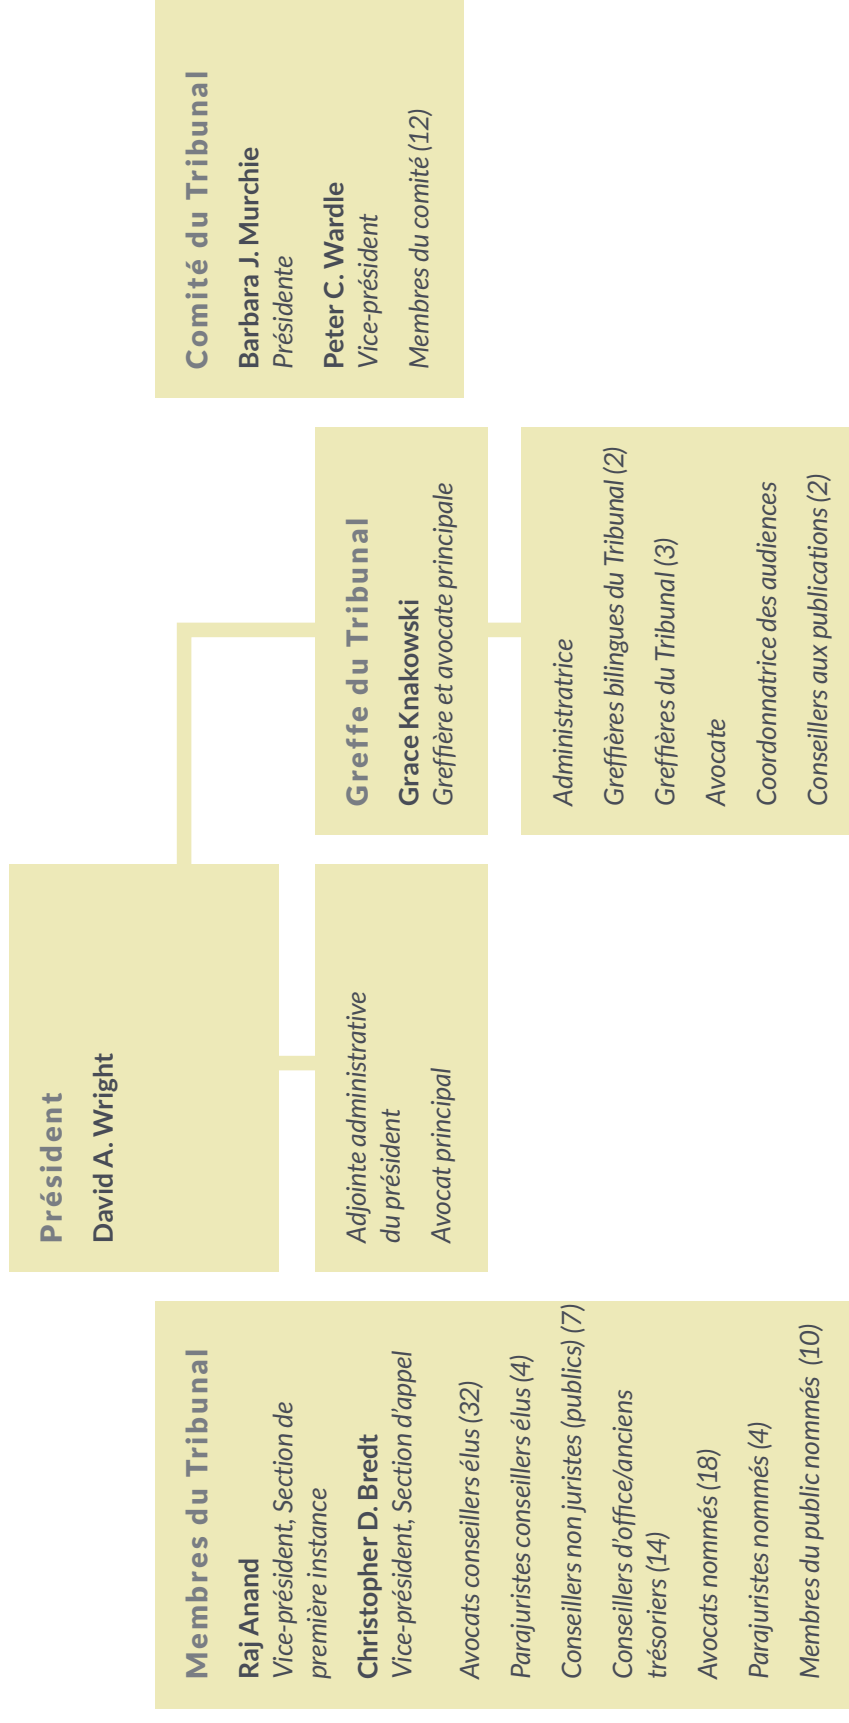 Membres du Tribunal
Raj Anand
Vice-président, Section de
première instance
Christopher D. Bredt
Vice-président, Section d’appel
Avocats conseillers élus (32)
Parajuristes conseillers élus (4)
Conseillers non juristes (publics) (7)
Conseillers d’office/anciens
trésoriers (14)
Avocats nommés (18)
Parajuristes nommés (4)
Membres du public nommés (10)
Président
David A. Wright
Adjointe administrative
du président
Avocat principal
Greffe du Tribunal
Grace Knakowski
Greffière et avocate principale
Administratrice
Greffières bilingues du Tribunal (2)
Greffières du Tribunal (3)
Avocate
Coordonnatrice des audiences
Conseillers aux publications (2)
Comité du Tribunal
Barbara J. Murchie
Présidente
Peter C. Wardle
Vice-président
Membres du comité (12)